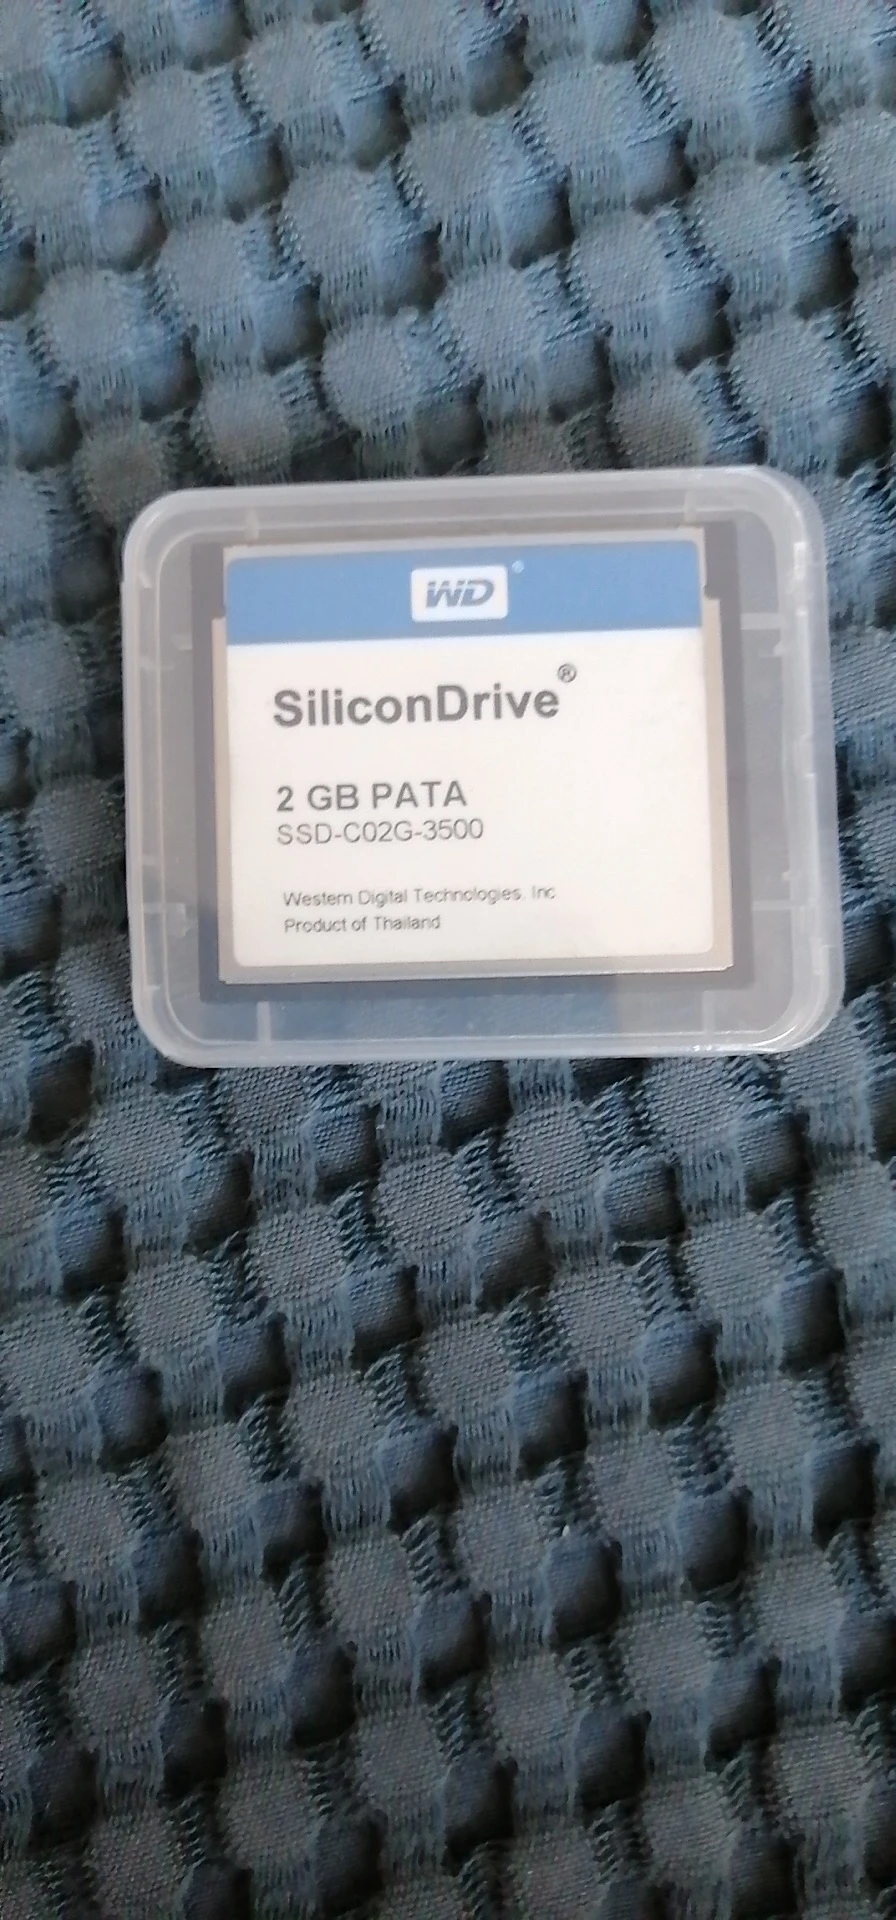 WD®
SiliconDrive®
2 GB PATA
SSD-C02G-3500
Western Digital Technologies, Inc
Product of Thailand